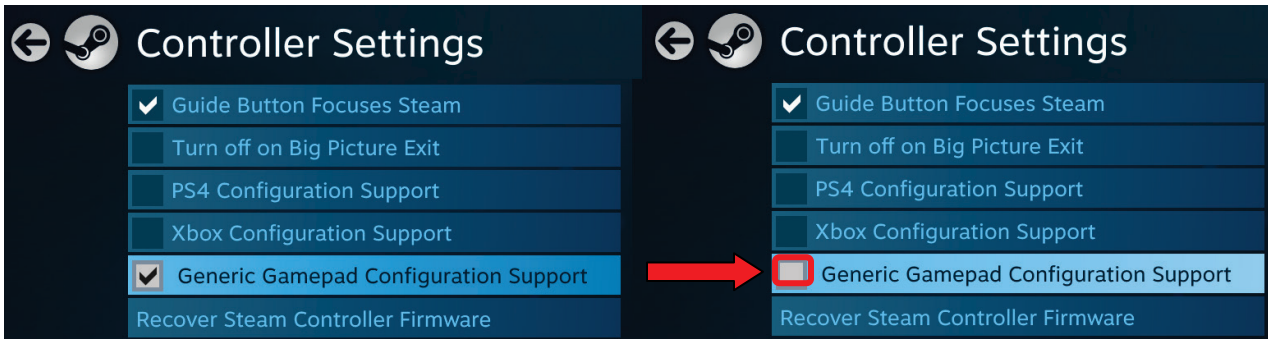 Controller Settings
Guide Button Focuses Steam
Turn off on Big Picture Exit
PS4 Configuration Support
Xbox Configuration Support
Generic Gamepad Configuration Support
Recover Steam Controller Firmware
Controller Settings
Guide Button Focuses Steam
Turn off on Big Picture Exit
PS4 Configuration Support
Xbox Configuration Support
Generic Gamepad Configuration Support
Recover Steam Controller Firmware